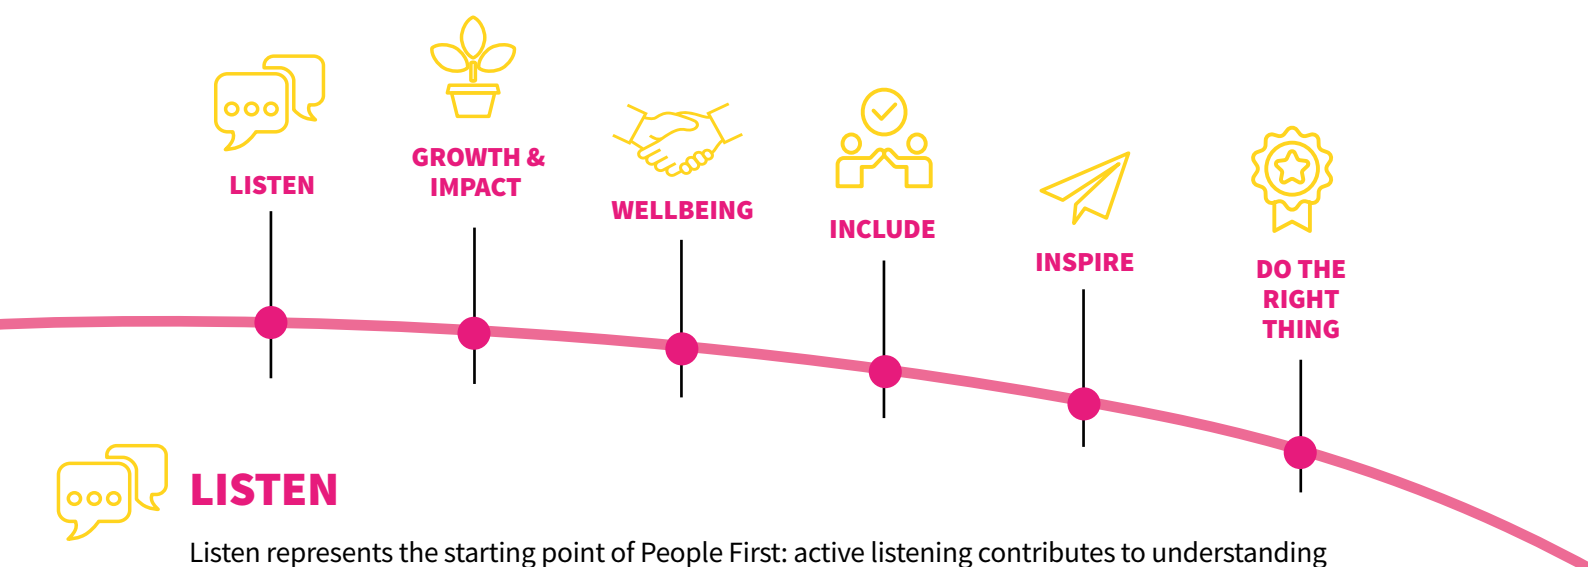 LISTEN
GROWTH &
IMPACT
WELLBEING
INCLUDE
INSPIRE
DO THE
RIGHT
THING
LISTEN
Listen represents the starting point of People First: active listening contributes to understanding